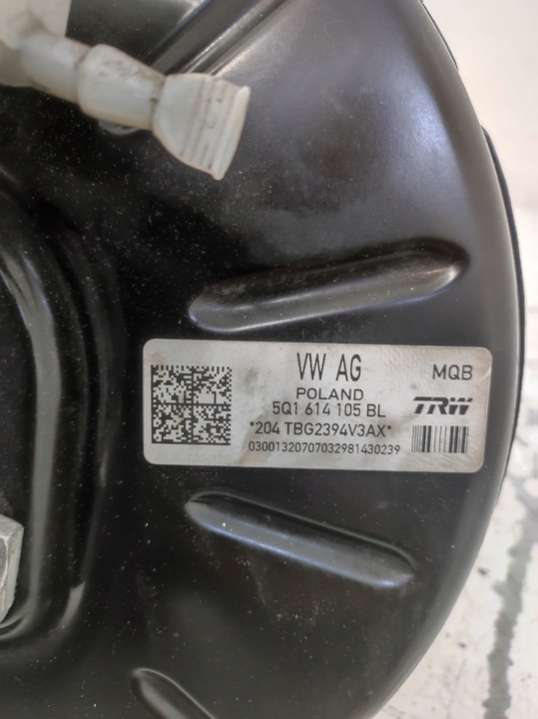 VW AG
MQB
POLAND
5Q1 614 105 BL
TRW
*204 TBG2394V3AX*
03001320707032981430239